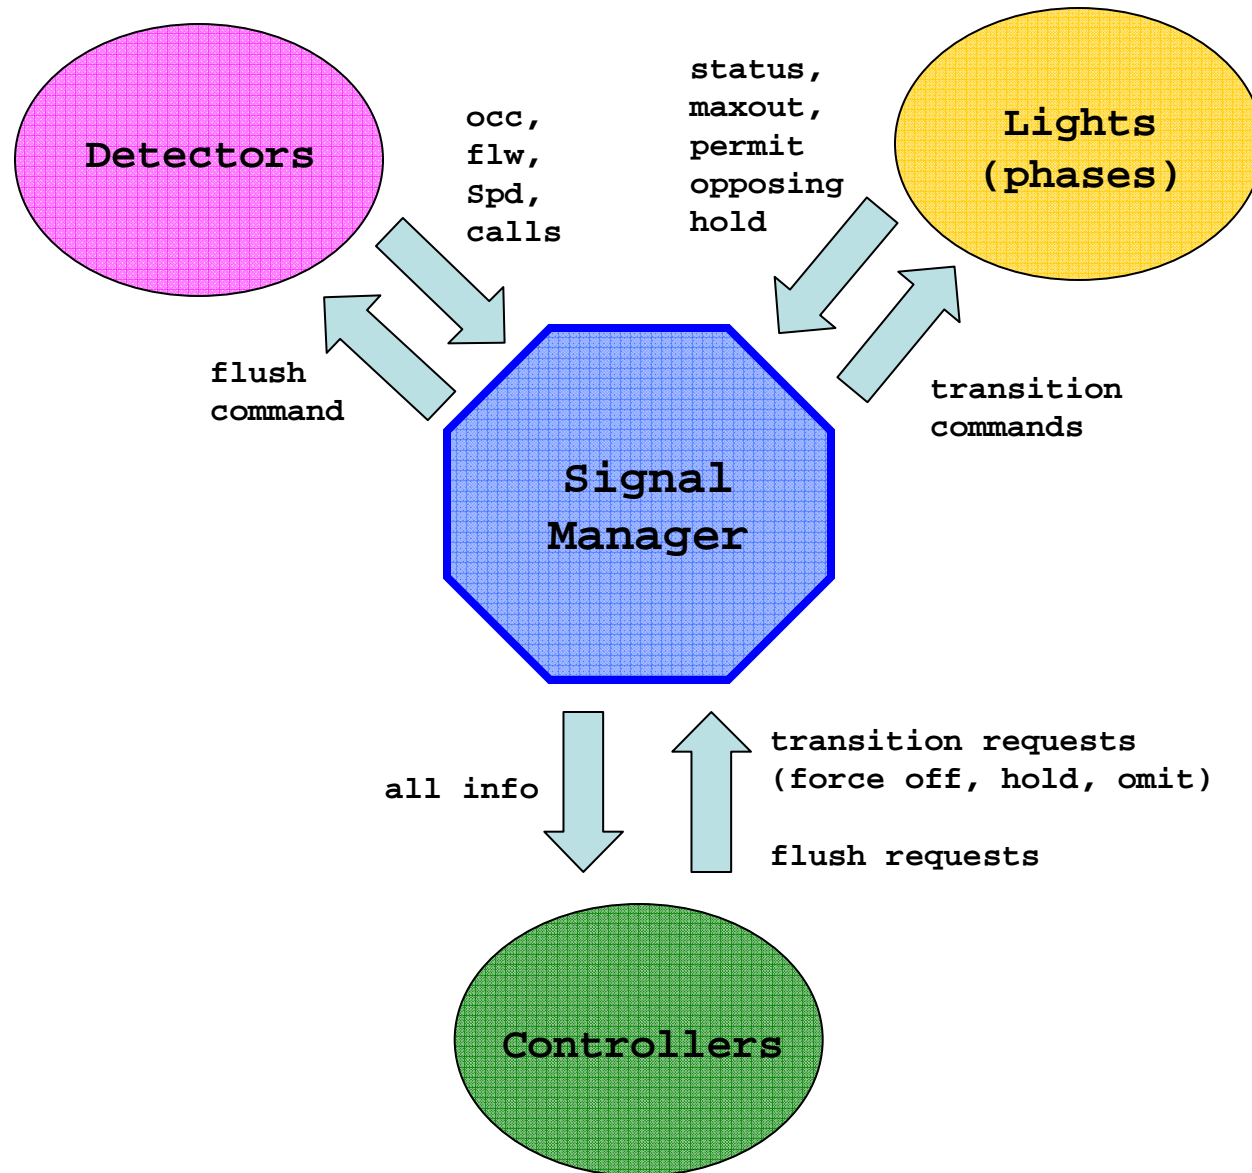 Detectors
occ,
flw,
Spd,
calls
status,
maxout,
permit
opposing
hold
Lights
(phases)
flush
command
transition
commands
Signal
Manager
all info
transition requests
(force off, hold, omit)
flush requests
Controllers